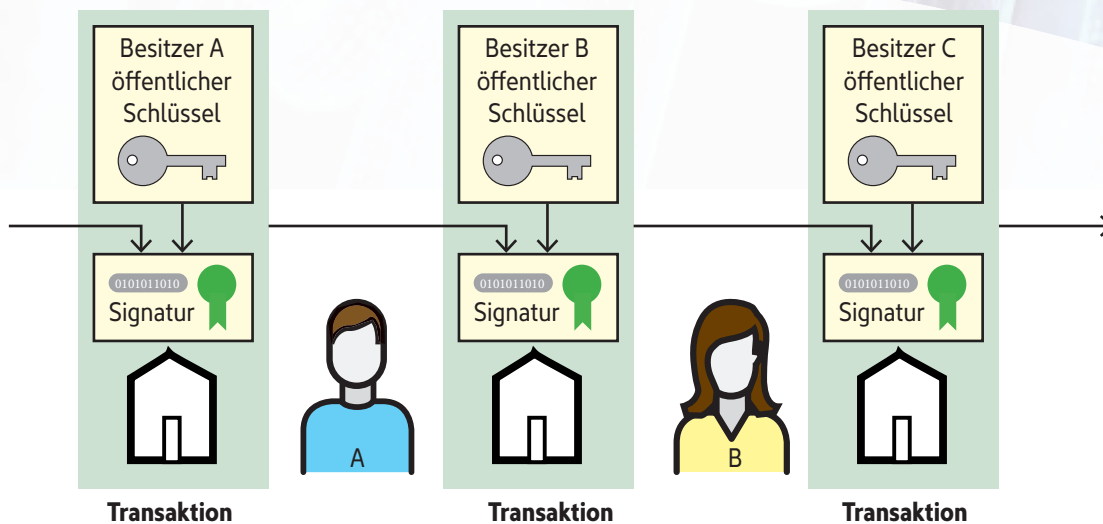 Besitzer A
öffentlicher
Schlüssel
Besitzer B
öffentlicher
Schlüssel
Besitzer C
öffentlicher
Schlüssel
0101011010
Signatur
0101011010
Signatur
0101011010
Signatur
A
B
Transaktion
Transaktion
Transaktion